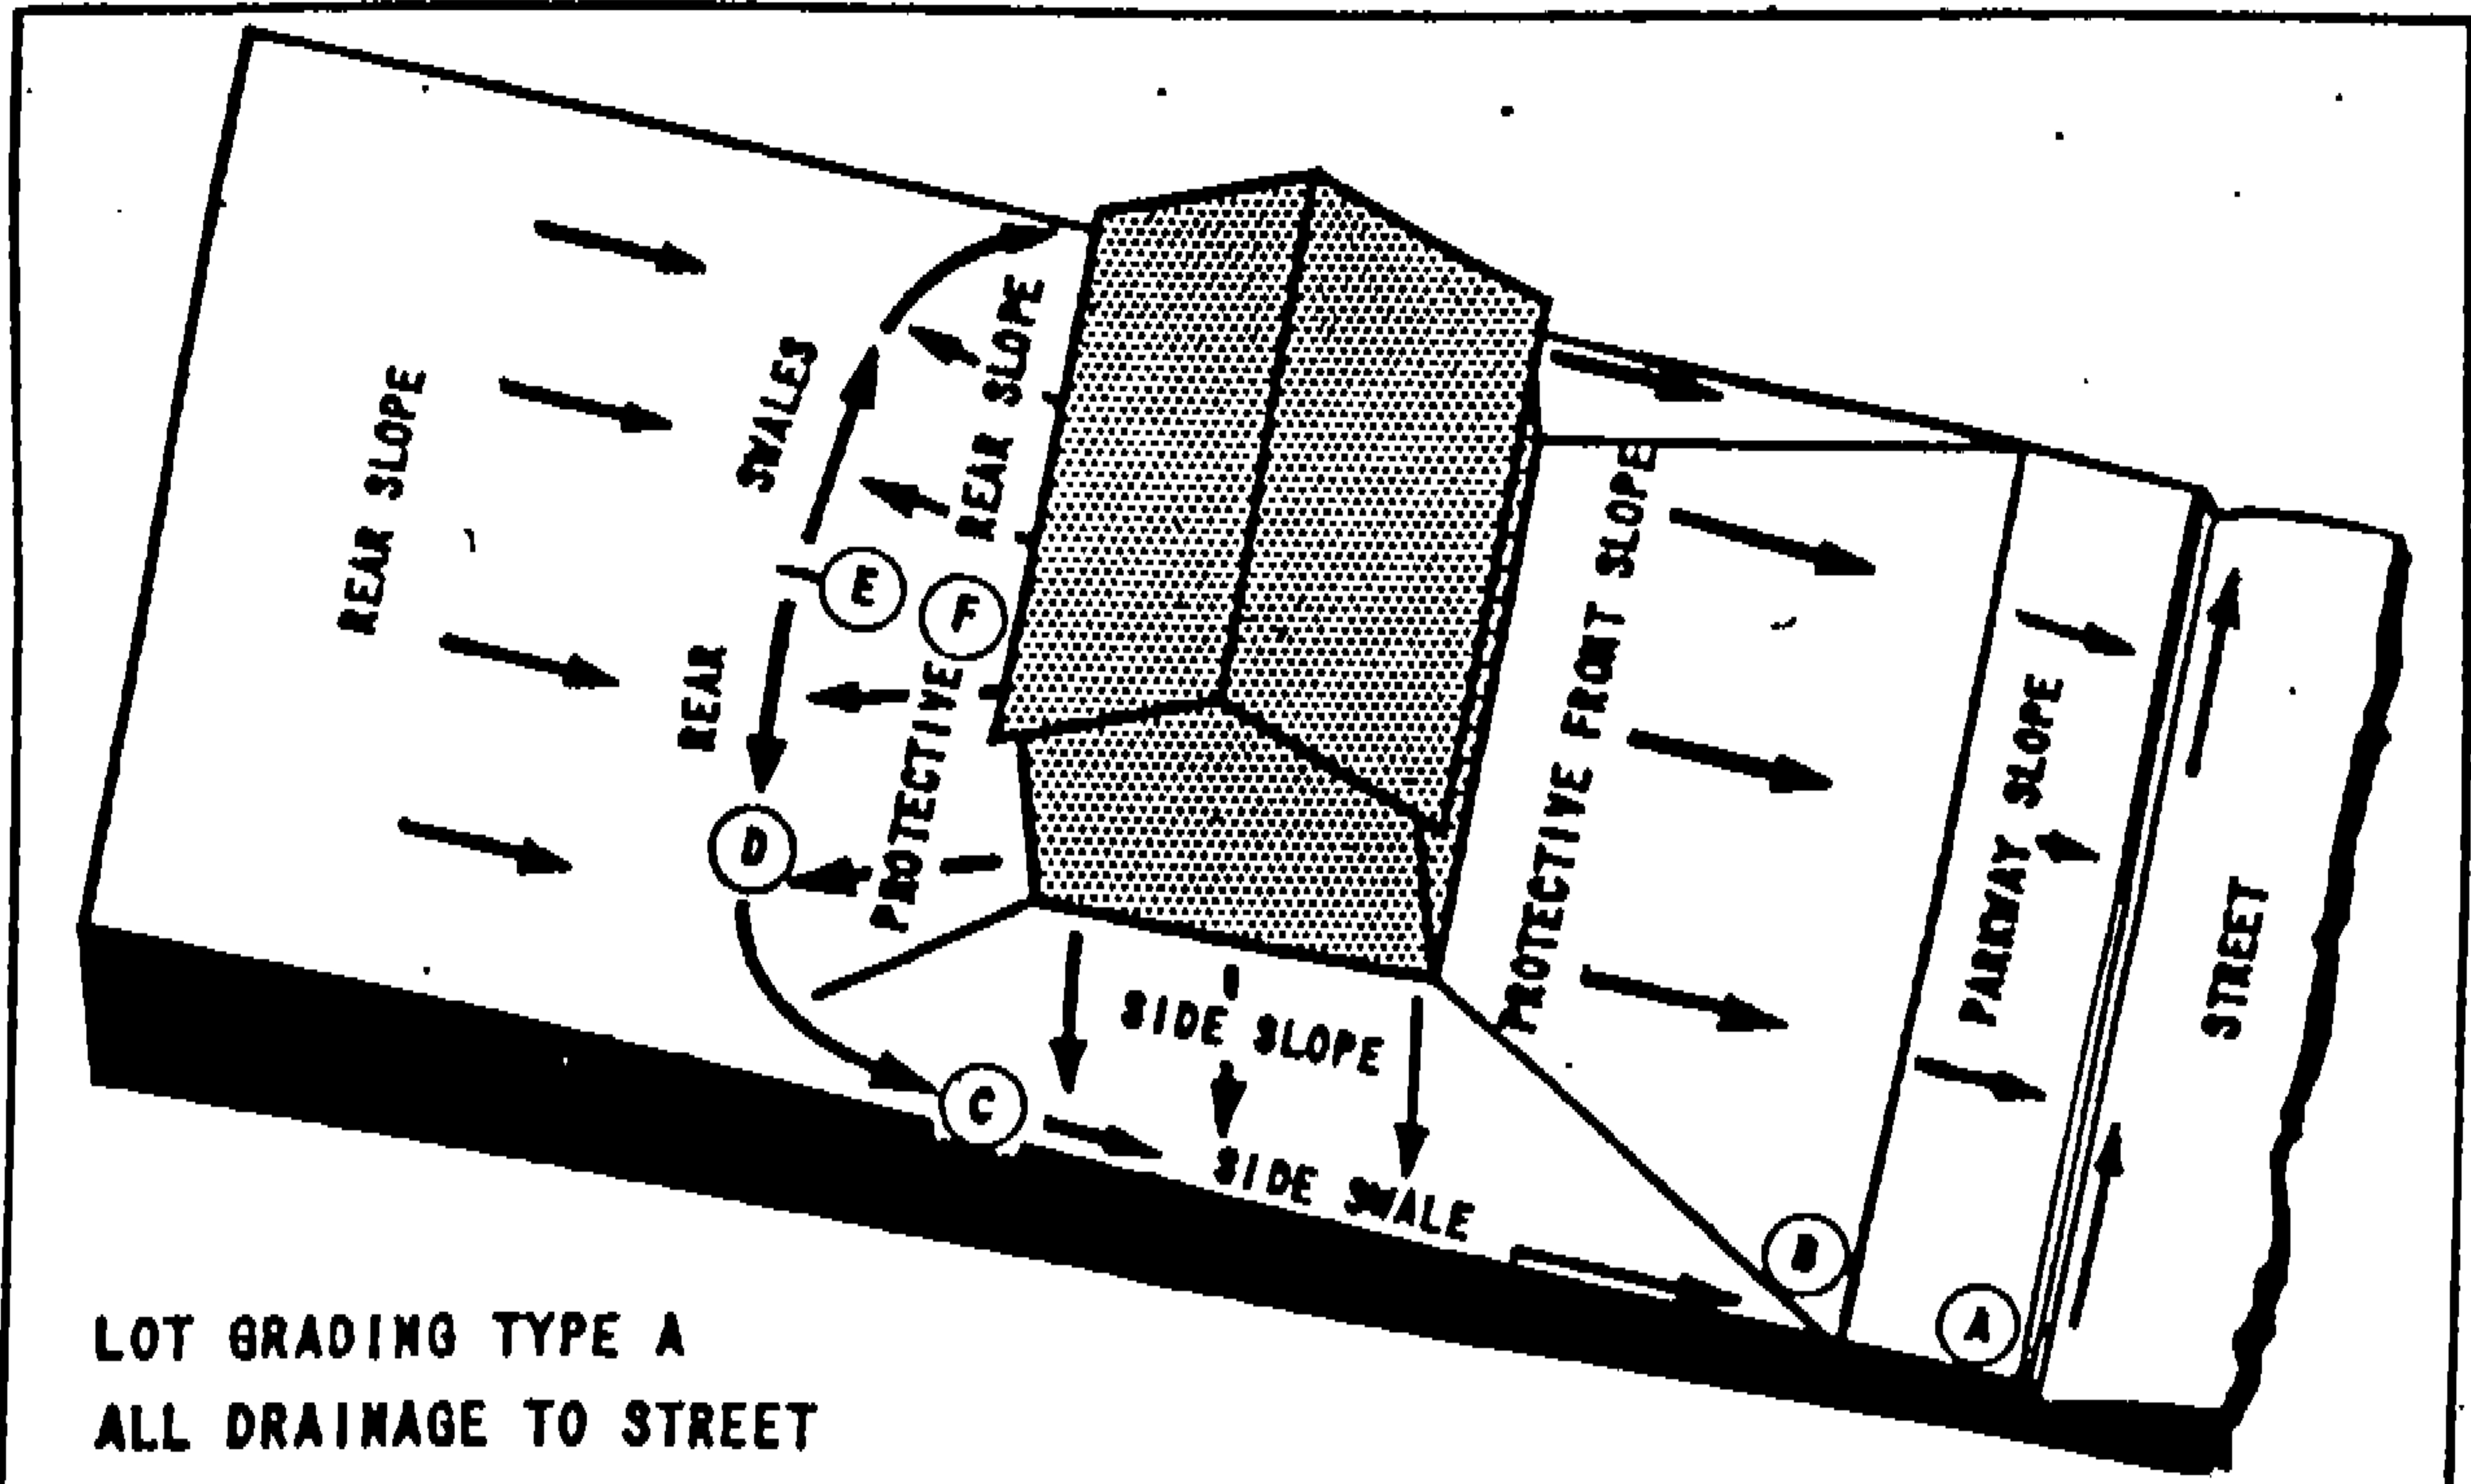 REAR SLOPE
REAR SWALES
PROTECTIVE REAR SLOPE
E
F
D
C
SIDE SLOPE
SIDE SWALE
PROTECTIVE FRONT SLOPE
PARKWAY SLOPE
STREET
B
A
LOT GRADING TYPE A
ALL DRAINAGE TO STREET